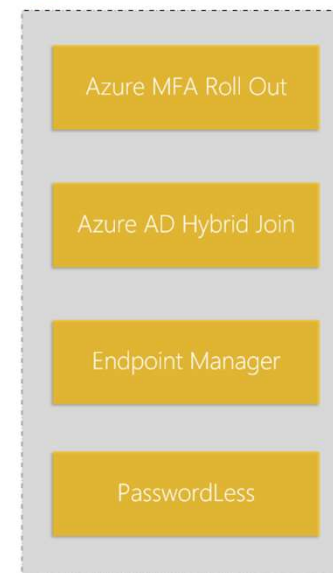 Azure MFA Roll Out
Azure AD Hybrid Join
Endpoint Manager
PasswordLess